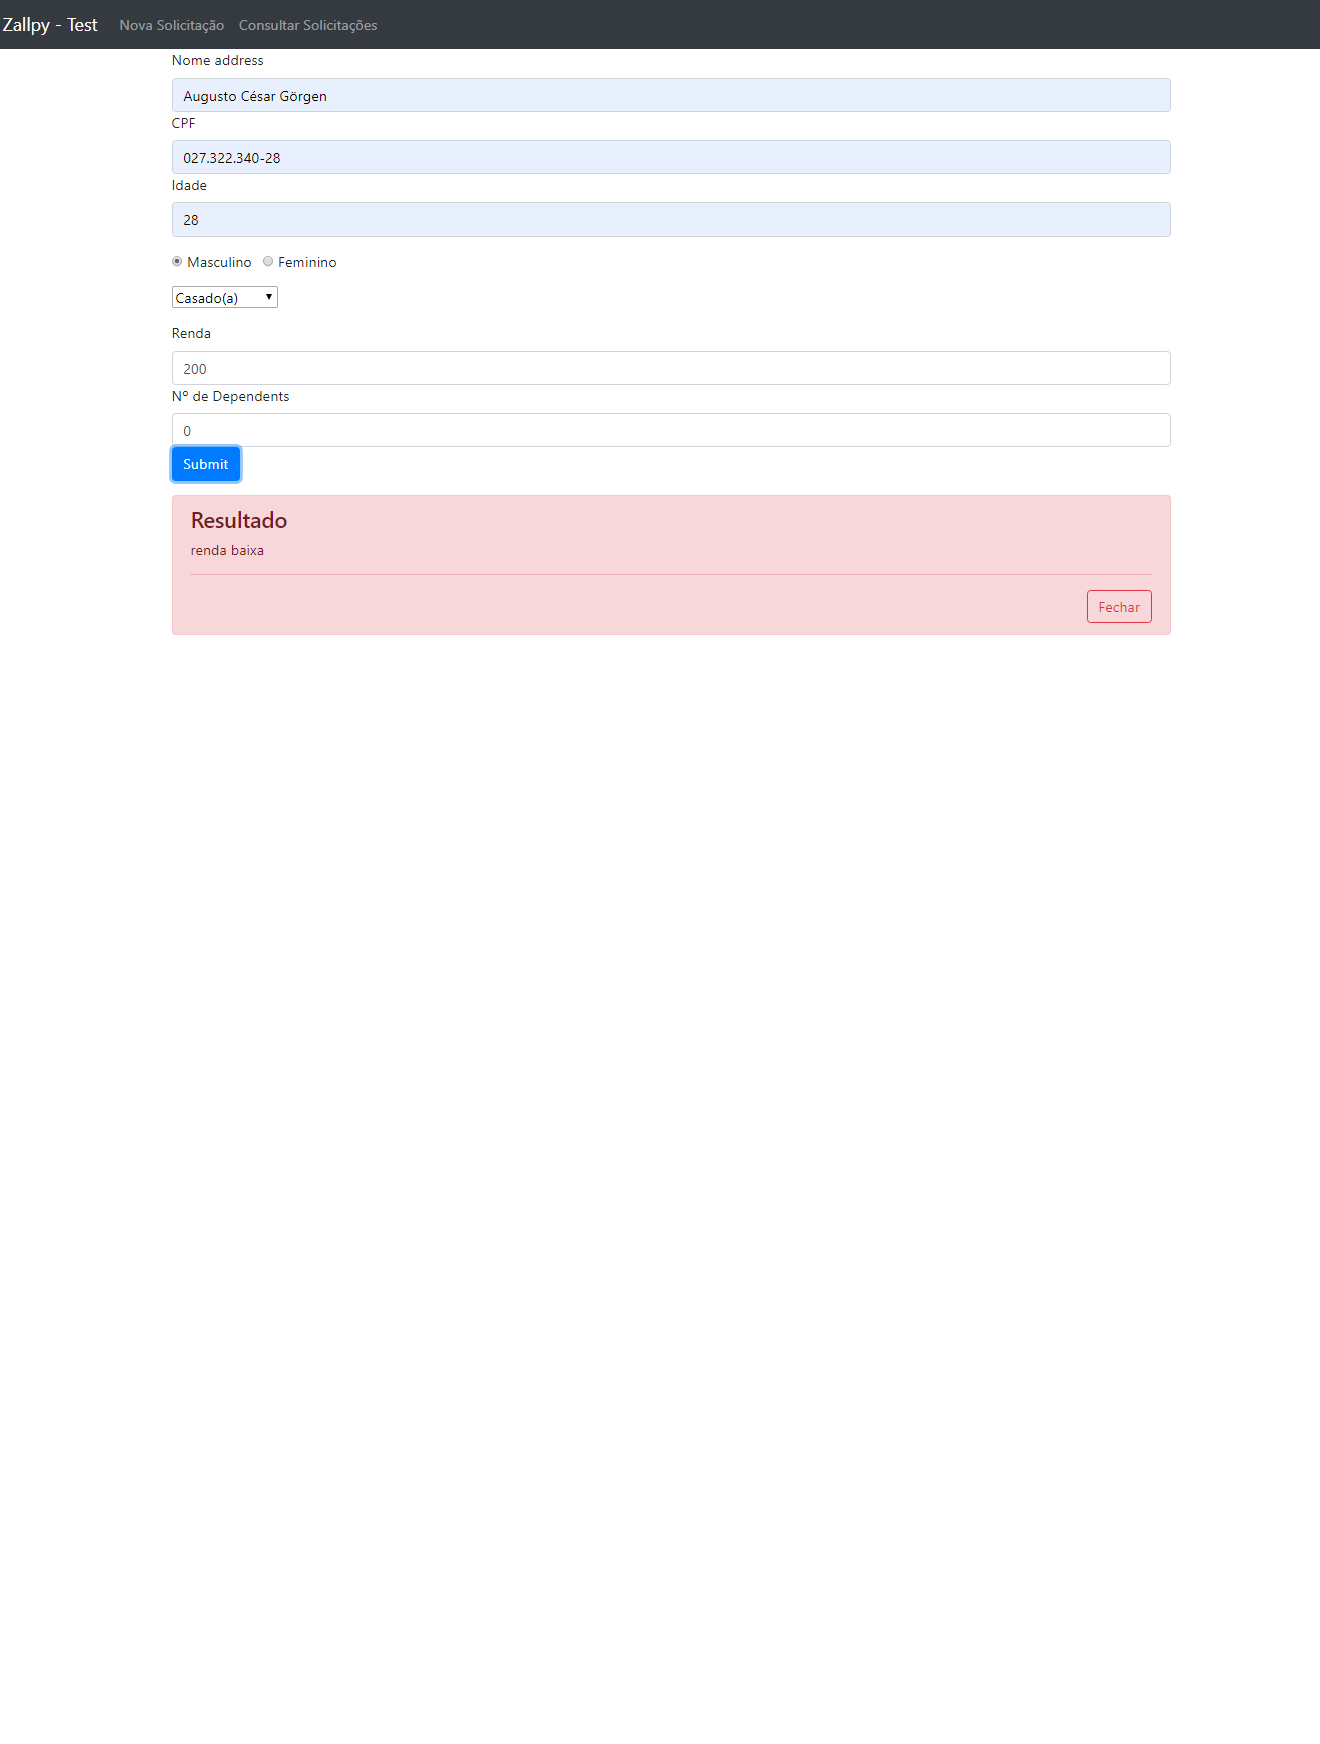 Zallpy - Test Nova Solicitação Consultar Solicitações
Nome address
Augusto César Görgen
CPF
027.322.340-28
Idade
28
Masculino Feminino
Casado(a)
Renda
200
Nº de Dependents
0
Submit
Resultado
renda baixa
Fechar